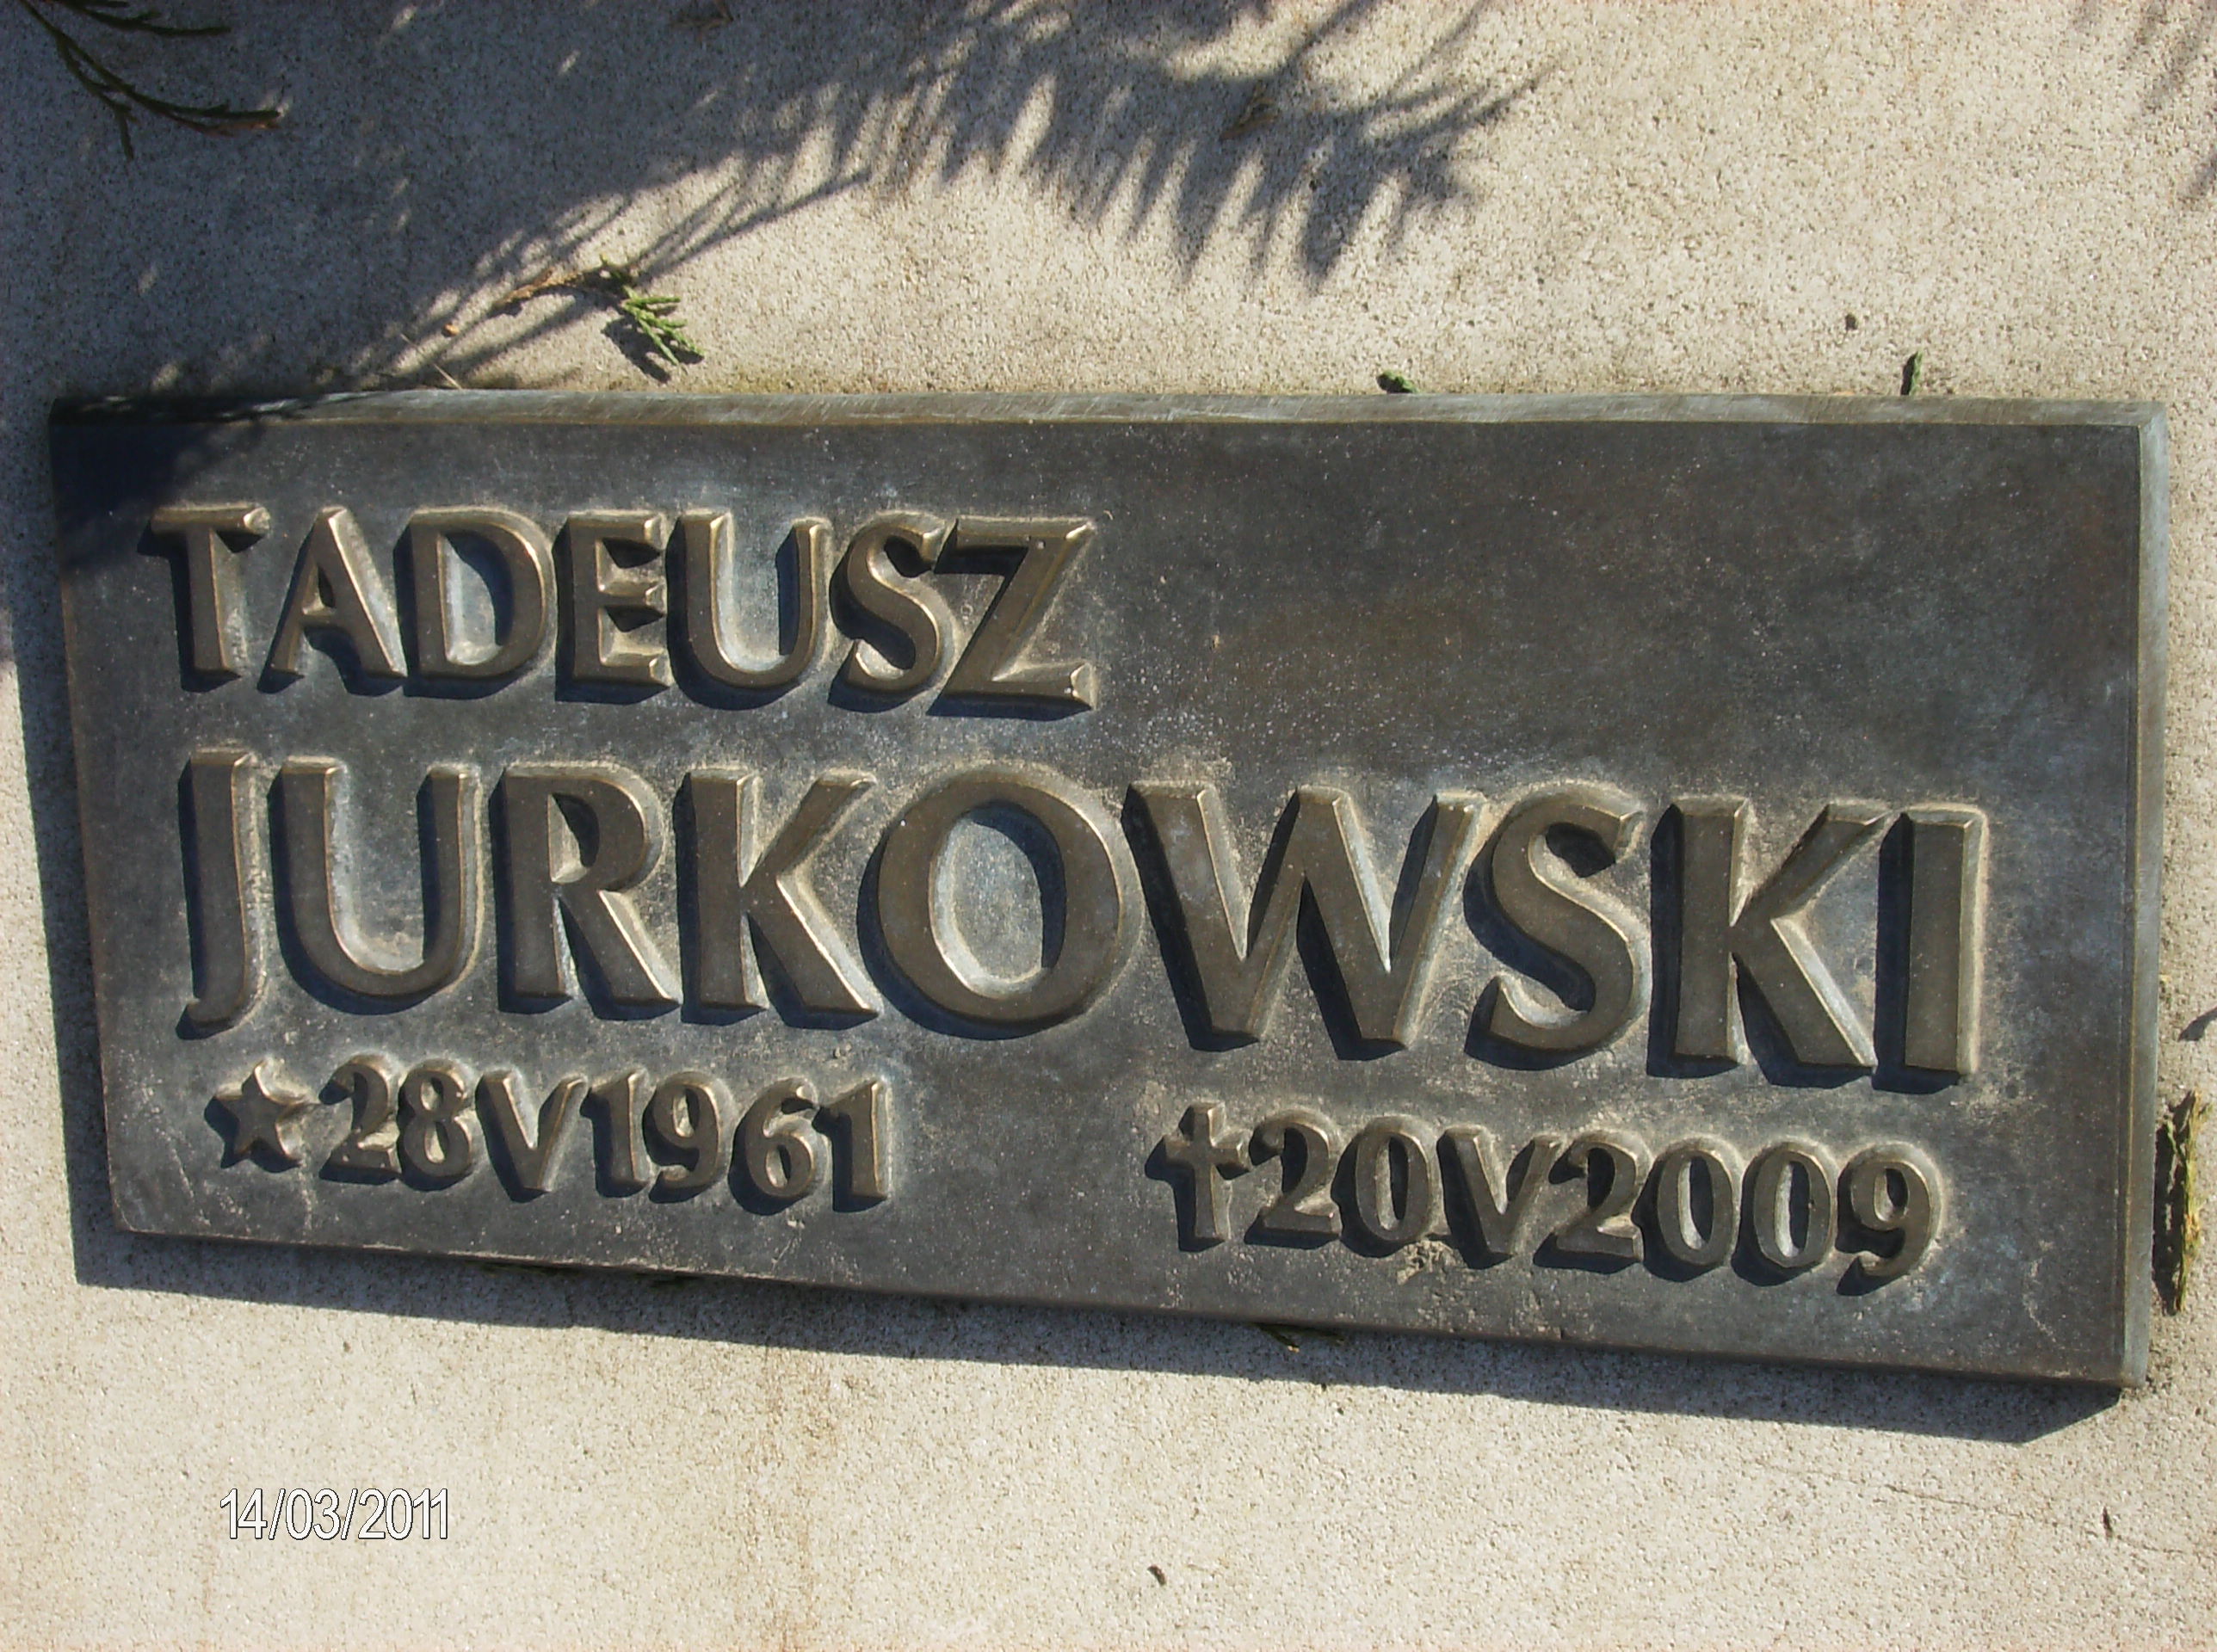 TADEUSZ
JURKOWSKI
★28V1961 ✝20V2009
14/03/2011